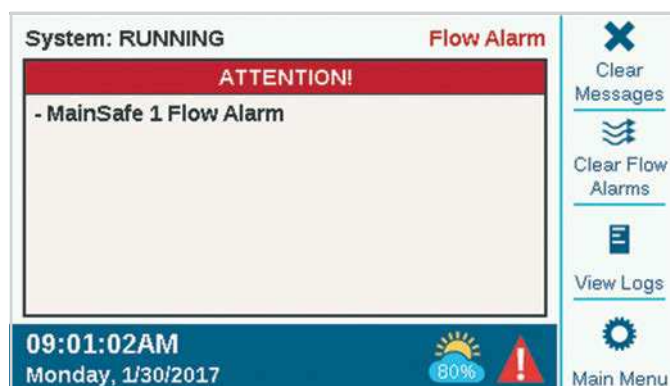 System: RUNNING
Flow Alarm
ATTENTION!
- MainSafe 1 Flow Alarm
Clear
Messages
Clear Flow
Alarms
View Logs
Main Menu
09:01:02AM
Monday, 1/30/2017
80%